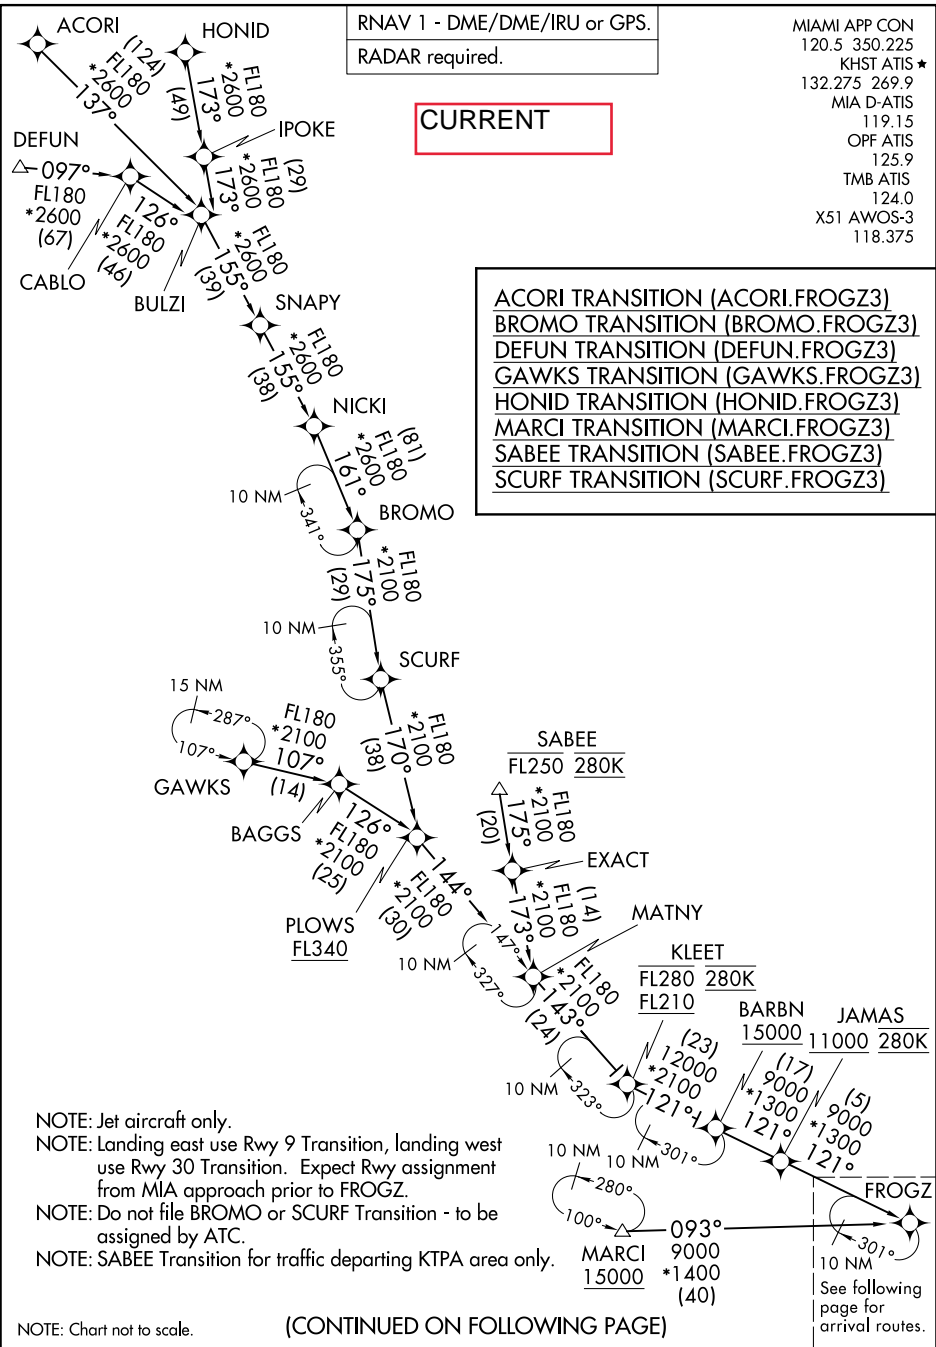 RNAV 1 - DME/DME/IRU or GPS.
RADAR required.
CURRENT
MIAMI APP CON
120.5 350.225
KHST ATIS ★
132.275 269.9
MIA D-ATIS
119.15
OPF ATIS
125.9
TMB ATIS
124.0
X51 AWOS-3
118.375
ACORI
(124)
FL180
*2600
137°
HONID
FL180
*2600
173°
(49)
IPOKE
(29)
FL180
*2600
173°
DEFUN
097°
FL180
*2600
(67)
CABLO
126°
FL180
*2600
(46)
BULZI
FL180
*2600
155°
(39)
SNAPY
FL180
*2600
155°
(38)
NICKI
(81)
FL180
*2600
161°
10 NM
341°
BROMO
FL180
*2100
175°
(29)
10 NM
355°
SCURF
FL180
*2100
170°
(38)
ACORI TRANSITION (ACORI.FROGZ3)
BROMO TRANSITION (BROMO.FROGZ3)
DEFUN TRANSITION (DEFUN.FROGZ3)
GAWKS TRANSITION (GAWKS.FROGZ3)
HONID TRANSITION (HONID.FROGZ3)
MARCI TRANSITION (MARCI.FROGZ3)
SABEE TRANSITION (SABEE.FROGZ3)
SCURF TRANSITION (SCURF.FROGZ3)
15 NM
287°
107°
GAWKS
FL180
*2100
107°
(14)
BAGGS
126°
FL180
*2100
(25)
PLOWS
FL340
144°
FL180
*2100
(30)
SABEE
FL250 280K
FL180
*2100
175°
(20)
EXACT
(14)
FL180
*2100
173°
MATNY
10 NM
147°
327°
FL180
*2100
143°
(24)
KLEET
FL280 280K
FL210
10 NM
323°
(23)
12000
*2100
121°
BARBN
15000
10 NM
301°
(17)
9000
*1300
121°
JAMAS
11000 280K
(5)
9000
*1300
121°
FROGZ
10 NM
301°
10 NM
280°
100°
MARCI
15000
093°
9000
*1400
(40)
See following
page for
arrival routes.
NOTE: Jet aircraft only.
NOTE: Landing east use Rwy 9 Transition, landing west
use Rwy 30 Transition. Expect Rwy assignment
from MIA approach prior to FROGZ.
NOTE: Do not file BROMO or SCURF Transition - to be
assigned by ATC.
NOTE: SABEE Transition for traffic departing KTPA area only.
NOTE: Chart not to scale.
(CONTINUED ON FOLLOWING PAGE)